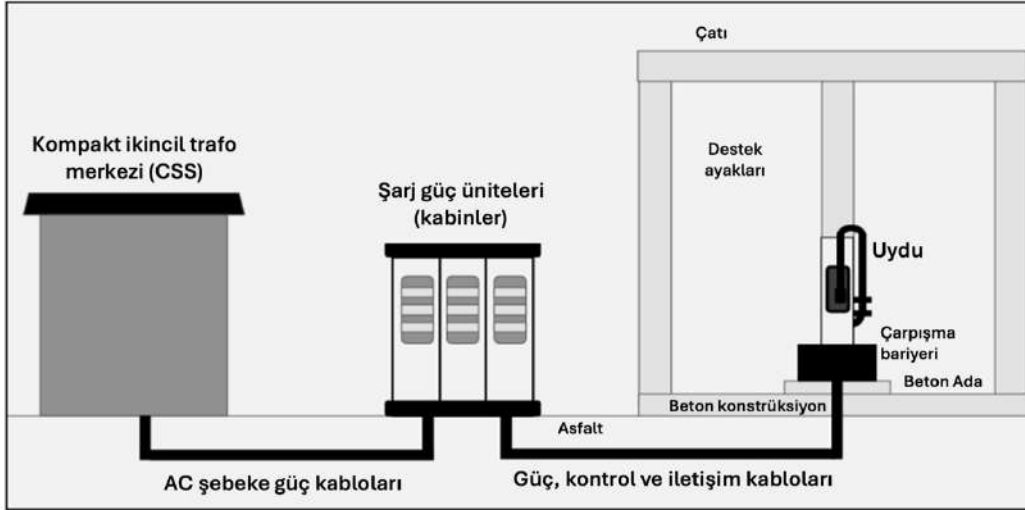 Çatı
Kompakt ikincil trafo
merkezi (CSS)
Destek
ayakları
Şarj güç üniteleri
(kabinler)
Uydu
Çarpışma
bariyeri
Beton Ada
Beton konstrüksiyon
Asfalt
AC şebeke güç kabloları
Güç, kontrol ve iletişim kabloları